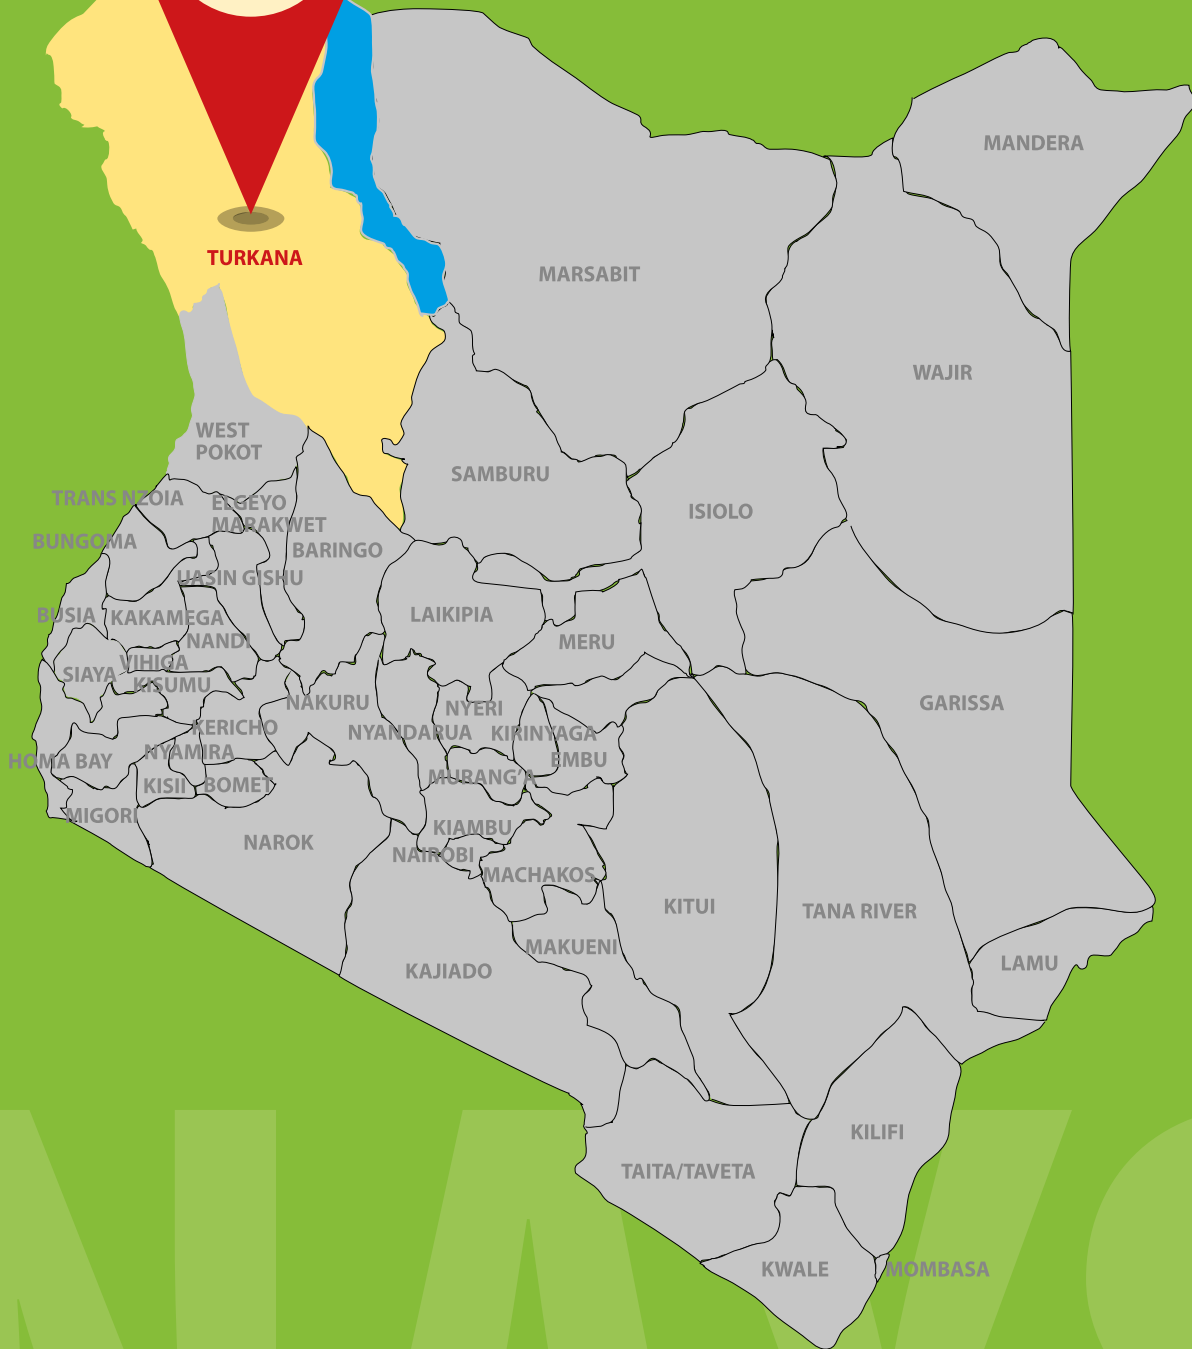 MANDERA
TURKANA
MARSABIT
WAJIR
WEST
POKOT
SAMBURU
TRANS NZOIA
ELGEYO
MARAKWET
ISIOLO
BUNGOMA
BARINGO
UASIN GISHU
BUSIA
KAKAMEGA
LAIKIPIA
NANDI
MERU
VIHIGA
SIAYA
KISUMU
NAKURU
GARISSA
NYERI
KERICHO
NYANDARUA
KIRINYAGA
NYAMIRA
HOMA BAY
EMBU
MURANG'A
KISII
BOMET
MIGORI
KIAMBU
NAROK
NAIROBI
MACHAKOS
KITUI
TANA RIVER
MAKUENI
LAMU
KAJIADO
KILIFI
TAITA/TAVETA
KWALE
MOMBASA